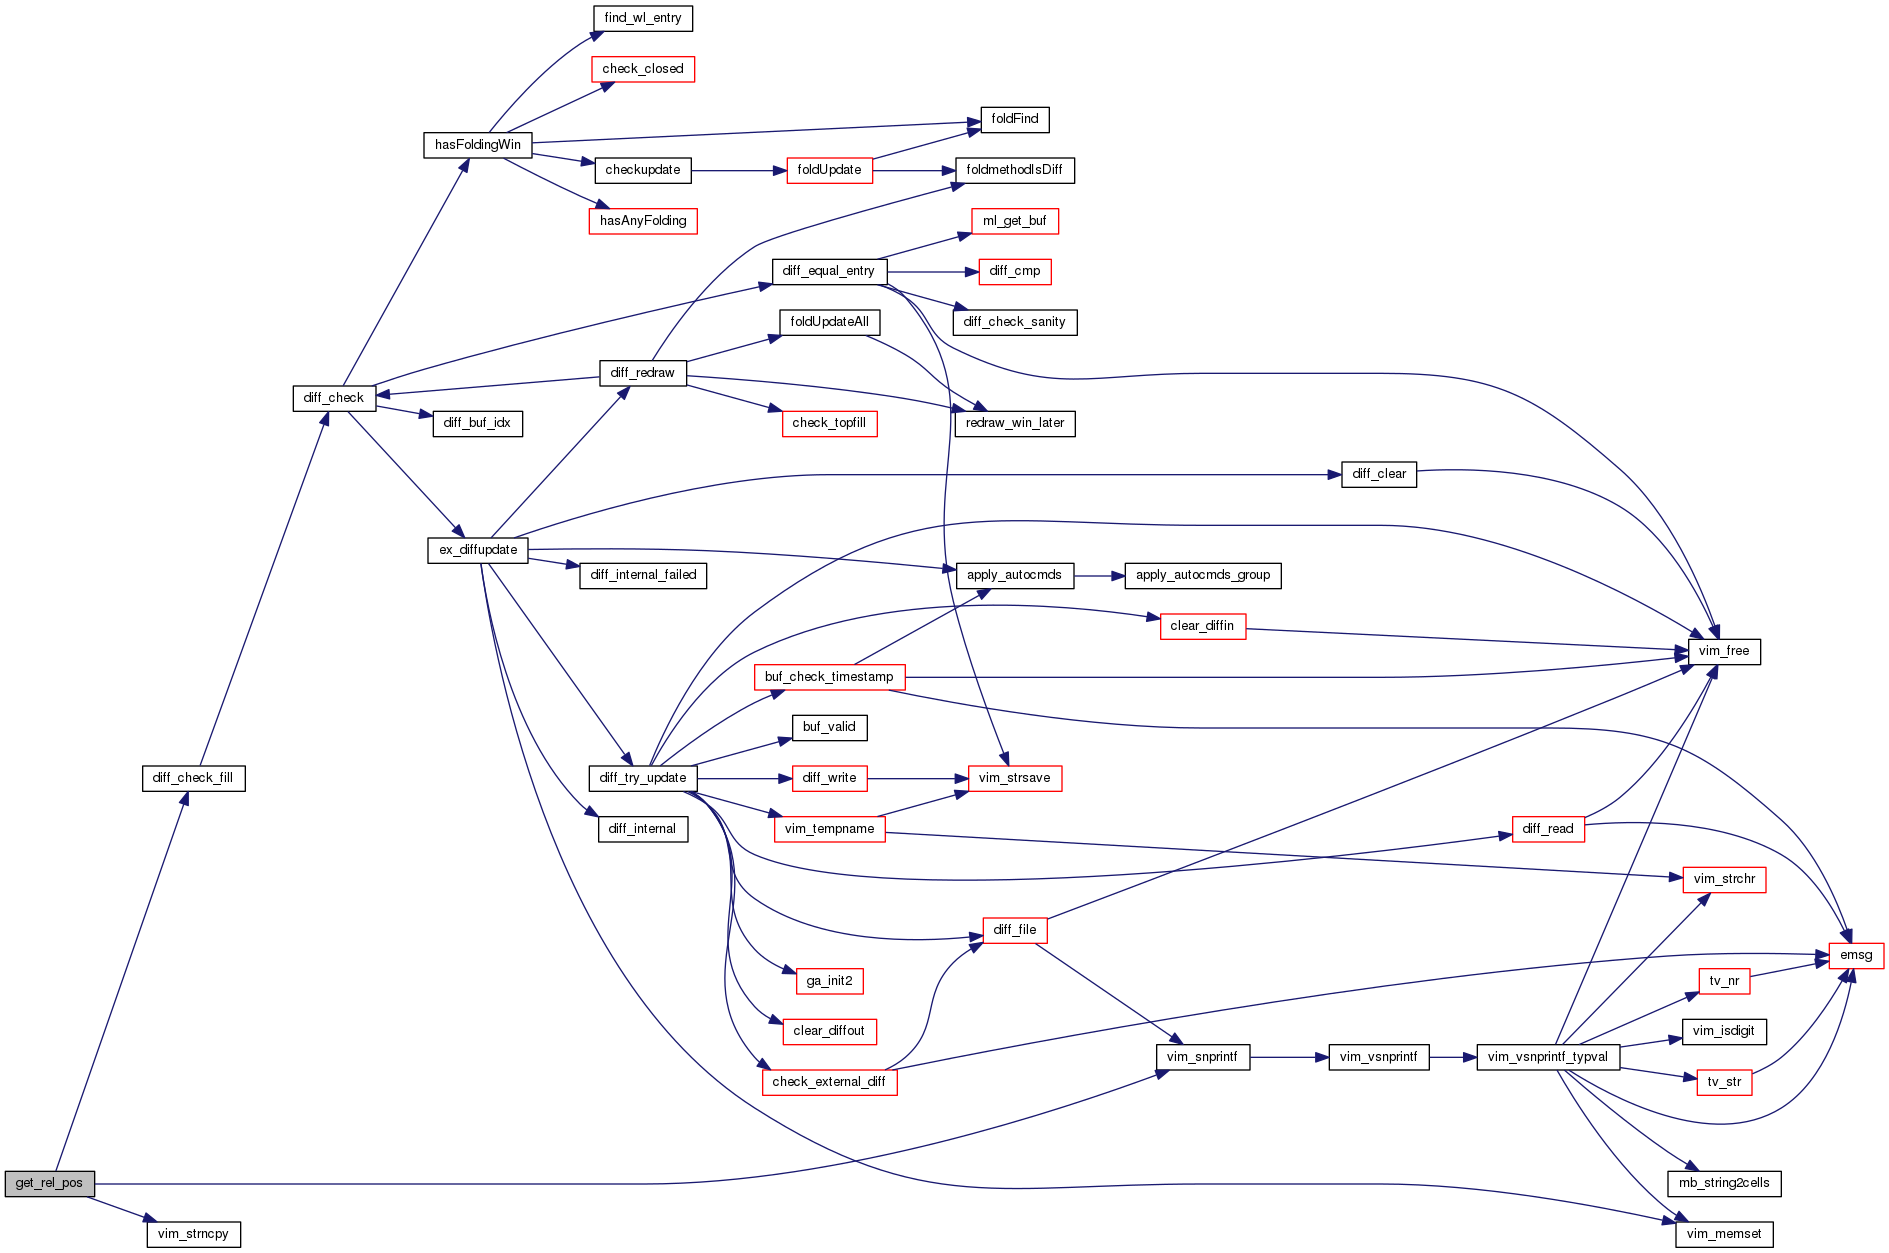 find_wl_entry
check_closed
foldFind
hasFoldingWin
checkupdate
foldUpdate
foldmethodIsDiff
hasAnyFolding
ml_get_buf
diff_equal_entry
diff_cmp
foldUpdateAll
diff_check_sanity
diff_redraw
diff_check
diff_buf_idx
check_topfill
redraw_win_later
diff_clear
ex_diffupdate
diff_internal_failed
apply_autocmds
apply_autocmds_group
clear_diffin
vim_free
buf_check_timestamp
buf_valid
diff_check_fill
diff_try_update
diff_write
vim_strsave
diff_internal
vim_tempname
diff_read
vim_strchr
diff_file
emsg
ga_init2
tv_nr
clear_diffout
vim_isdigit
vim_snprintf
vim_vsnprintf
vim_vsnprintf_typval
check_external_diff
tv_str
get_rel_pos
mb_string2cells
vim_strncpy
vim_memset